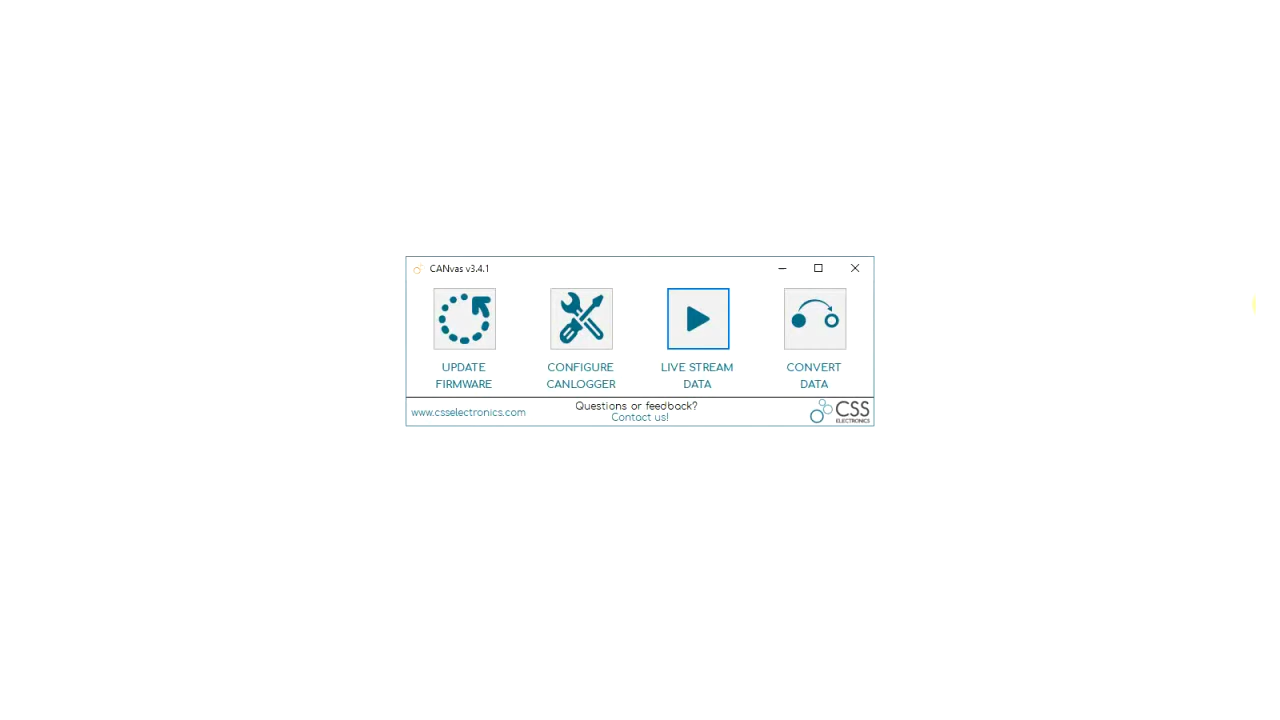 CANvas v3.4.1
UPDATE
FIRMWARE
CONFIGURE
CANLOGGER
LIVE STREAM
DATA
CONVERT
DATA
www.csselectronics.com
Questions or feedback?
Contact us!
CSS
ELECTRONICS